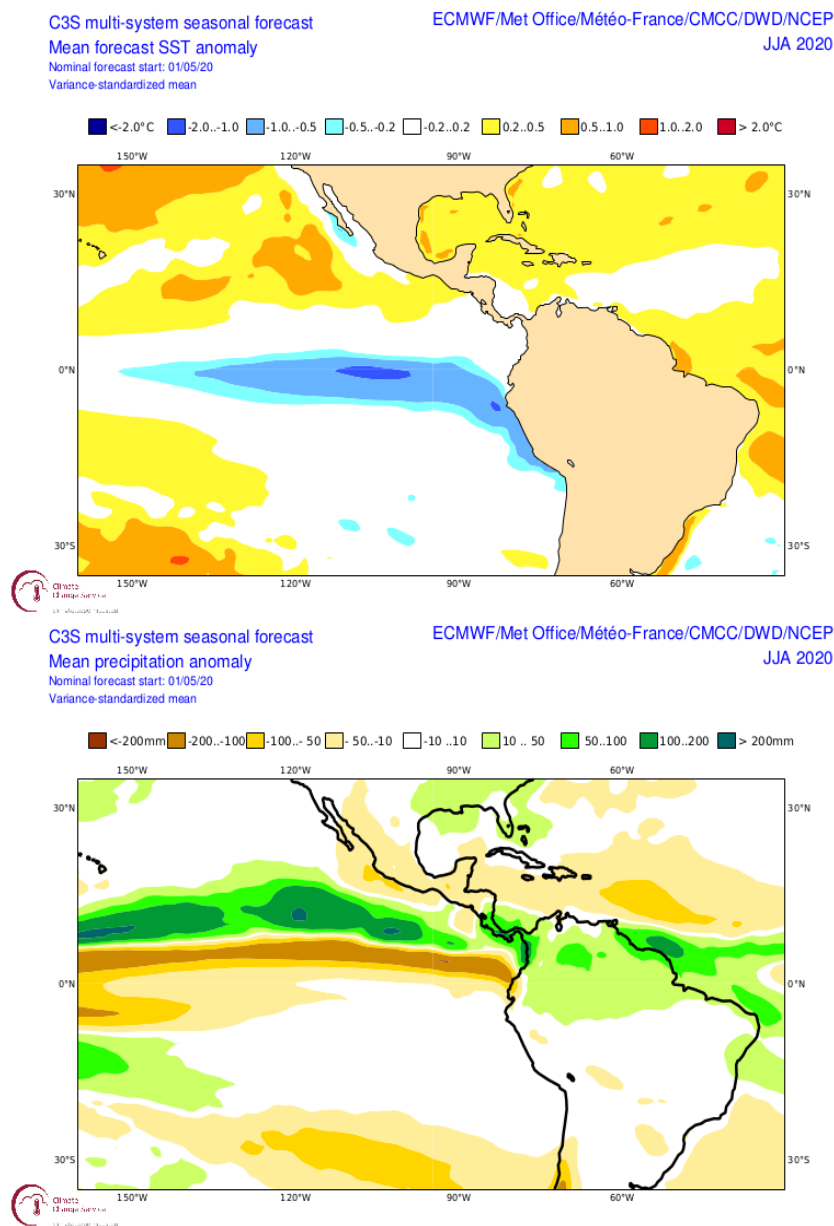 C3S multi-system seasonal forecast
ECMWF/Met Office/Météo-France/CMCC/DWD/NCEP
Mean forecast SST anomaly
JJA 2020
Nominal forecast start: 01/05/20
Variance-standardized mean
<-2.0°C -2.0..-1.0 -1.0..-0.5 -0.5..-0.2 -0.2..0.2 0.2..0.5 0.5..1.0 1.0..2.0 > 2.0°C
150°W 120°W 90°W 60°W
30°N 30°N
0°N 0°N
30°S 30°S
150°W 120°W 90°W 60°W
Climate
Change Service
C3S multi-system seasonal forecast
ECMWF/Met Office/Météo-France/CMCC/DWD/NCEP
Mean precipitation anomaly
JJA 2020
Nominal forecast start: 01/05/20
Variance-standardized mean
<-200mm -200..-100 -100..- 50 - 50..-10 -10 ..10 10 .. 50 50..100 100..200 > 200mm
150°W 120°W 90°W 60°W
30°N 30°N
0°N 0°N
30°S 30°S
150°W 120°W 90°W 60°W
Climate
Change Service